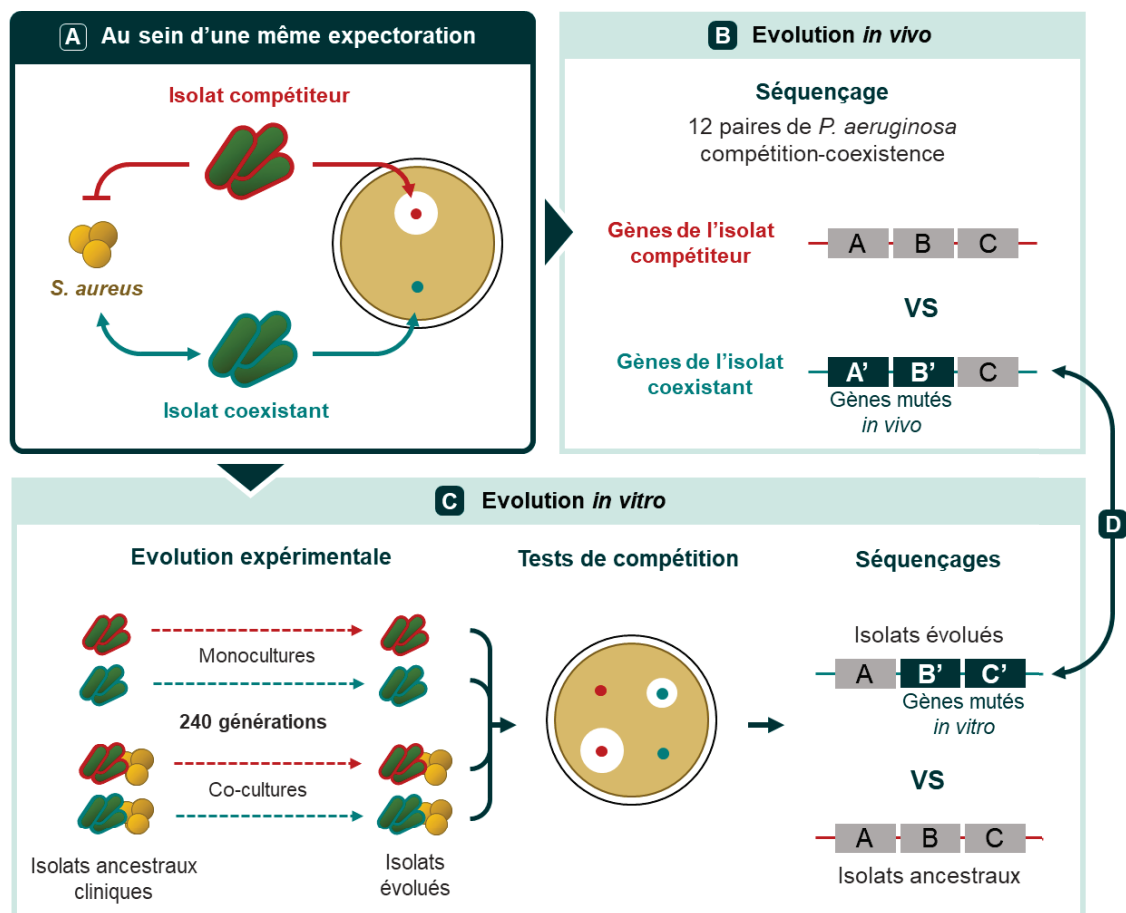 A Au sein d'une même expectoration
Isolat compétiteur
S. aureus
Isolat coexistant
B Evolution in vivo
Séquençage
12 paires de P. aeruginosa
compétition-coexistence
Gènes de l'isolat
compétiteur
A B C
VS
Gènes de l'isolat
coexistant
A' B' C
Gènes mutés
in vivo
D
C Evolution in vitro
Evolution expérimentale
Monocultures
240 générations
Co-cultures
Isolats ancestraux
cliniques
Isolats
évolués
Tests de compétition
Séquençages
Isolats évolués
A B' C'
Gènes mutés
in vitro
VS
A B C
Isolats ancestraux